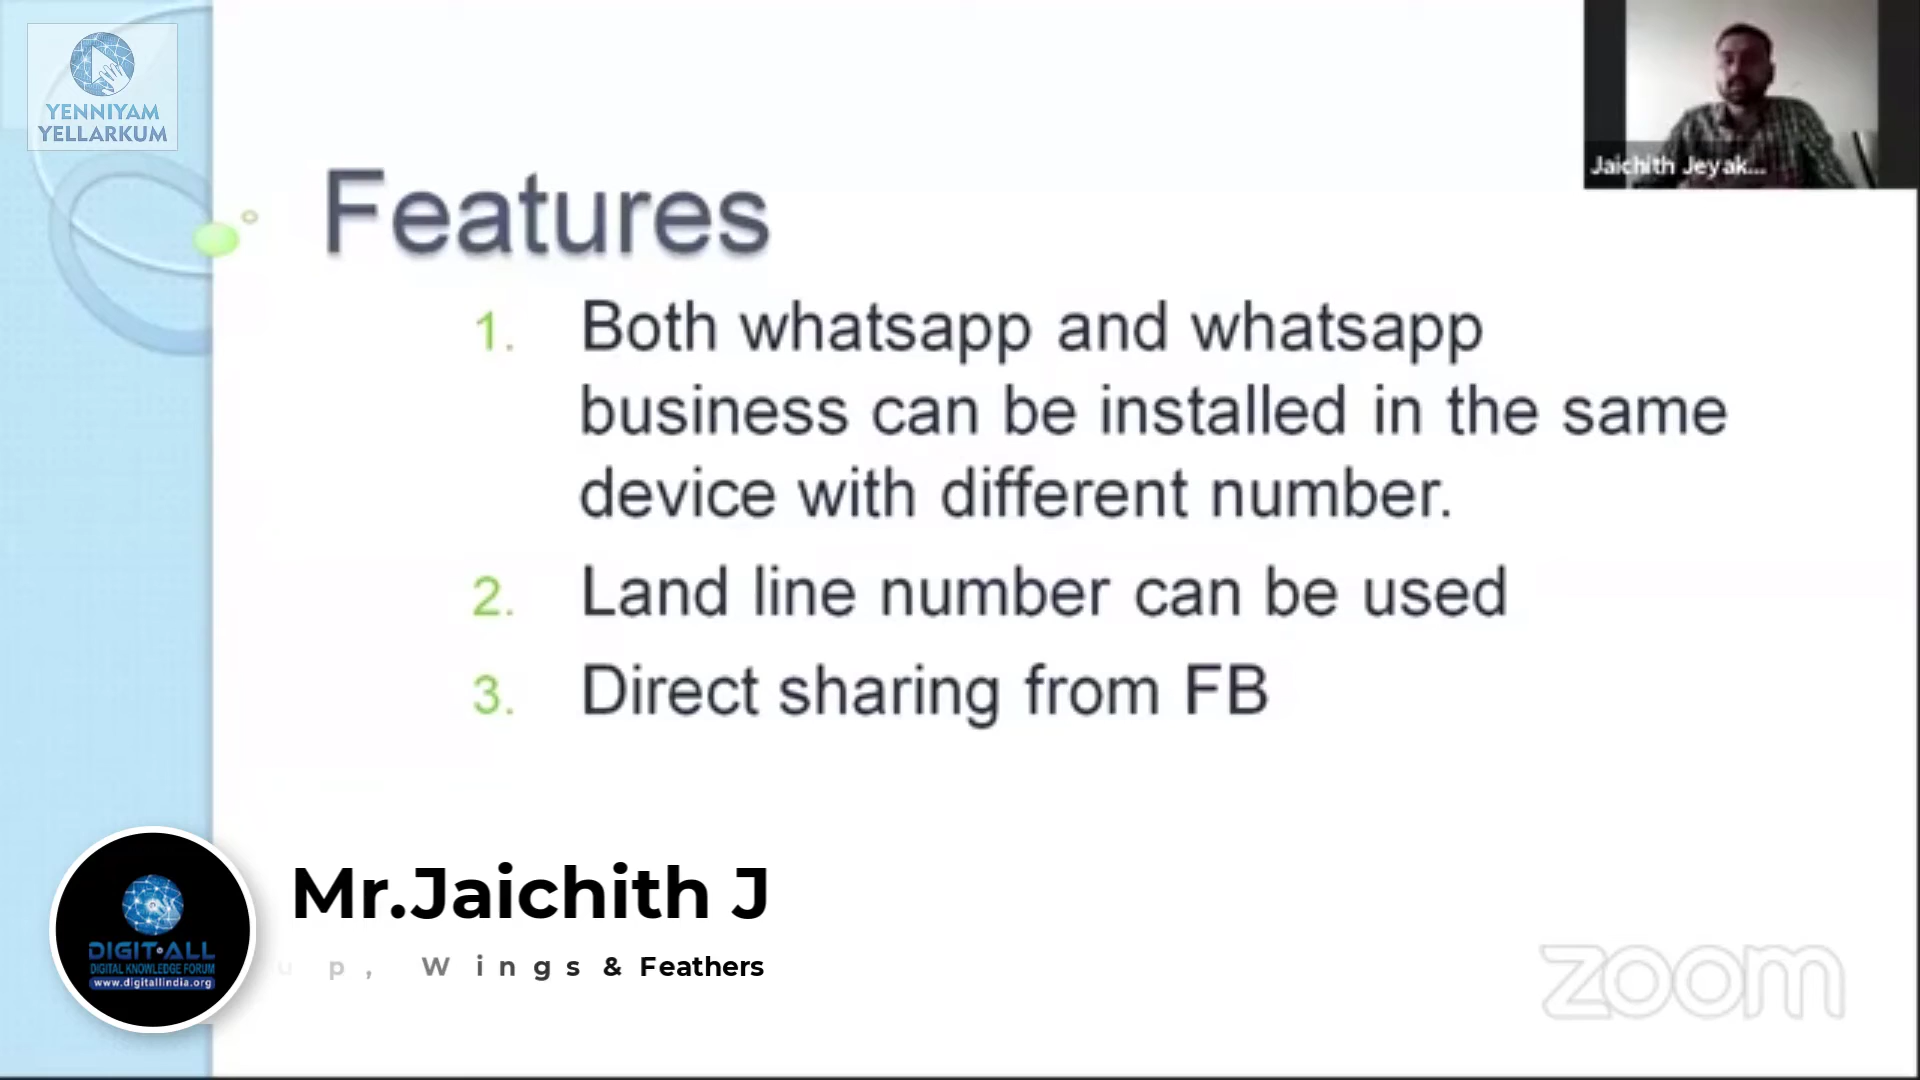 YENNIYAM
YELLARKUM
Jaichith Jeyak...
Features
1. Both whatsapp and whatsapp
business can be installed in the same
device with different number.
2. Land line number can be used
3. Direct sharing from FB
Mr.Jaichith J
u p , W i n g s & Feathers
DIGIT·ALL
DIGITAL KNOWLEDGE FORUM
www.digitallindia.org
zoom